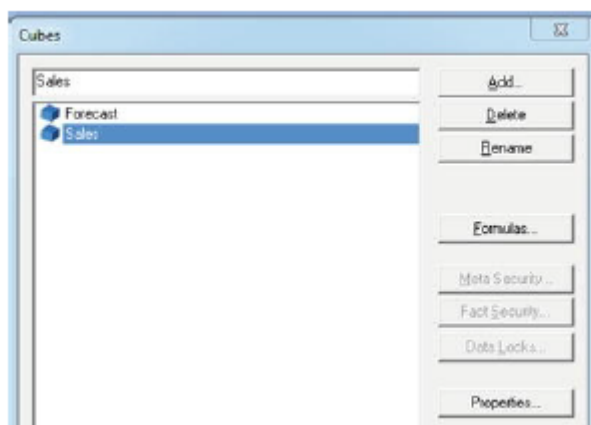 Cubes
Sales
Add...
Forecast
Delete
Sales
Rename
Formulas...
Meta Security ...
Fact Security...
Data Locks...
Properties...